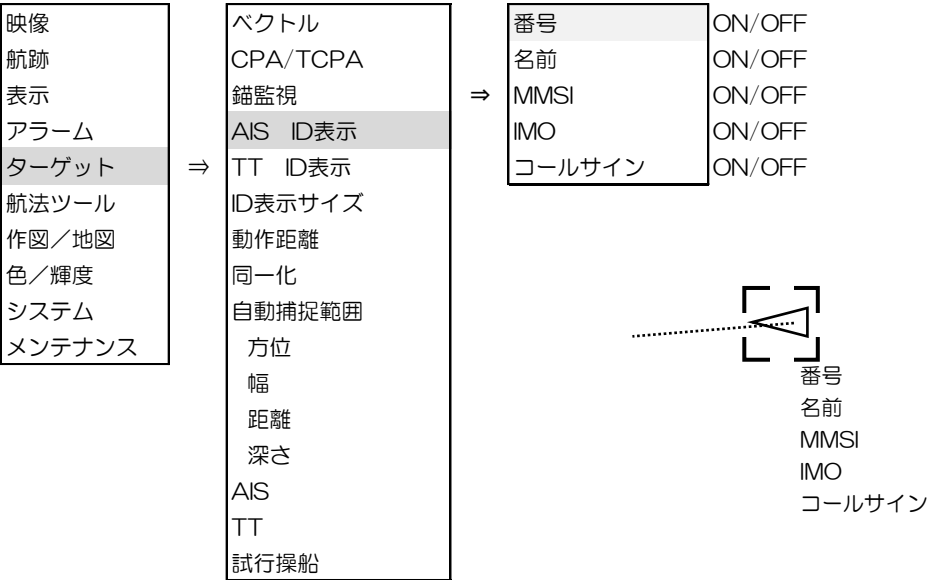 映像
航跡
表示
アラーム
ターゲット
航法ツール
作図／地図
色／輝度
システム
メンテナンス
⇒
ベクトル
CPA/TCPA
錨監視
AIS　ID表示
TT　ID表示
ID表示サイズ
動作距離
同一化
自動捕捉範囲
方位
幅
距離
深さ
AIS
TT
試行操船
⇒
番号 ON/OFF
名前 ON/OFF
MMSI ON/OFF
IMO ON/OFF
コールサイン ON/OFF
番号
名前
MMSI
IMO
コールサイン